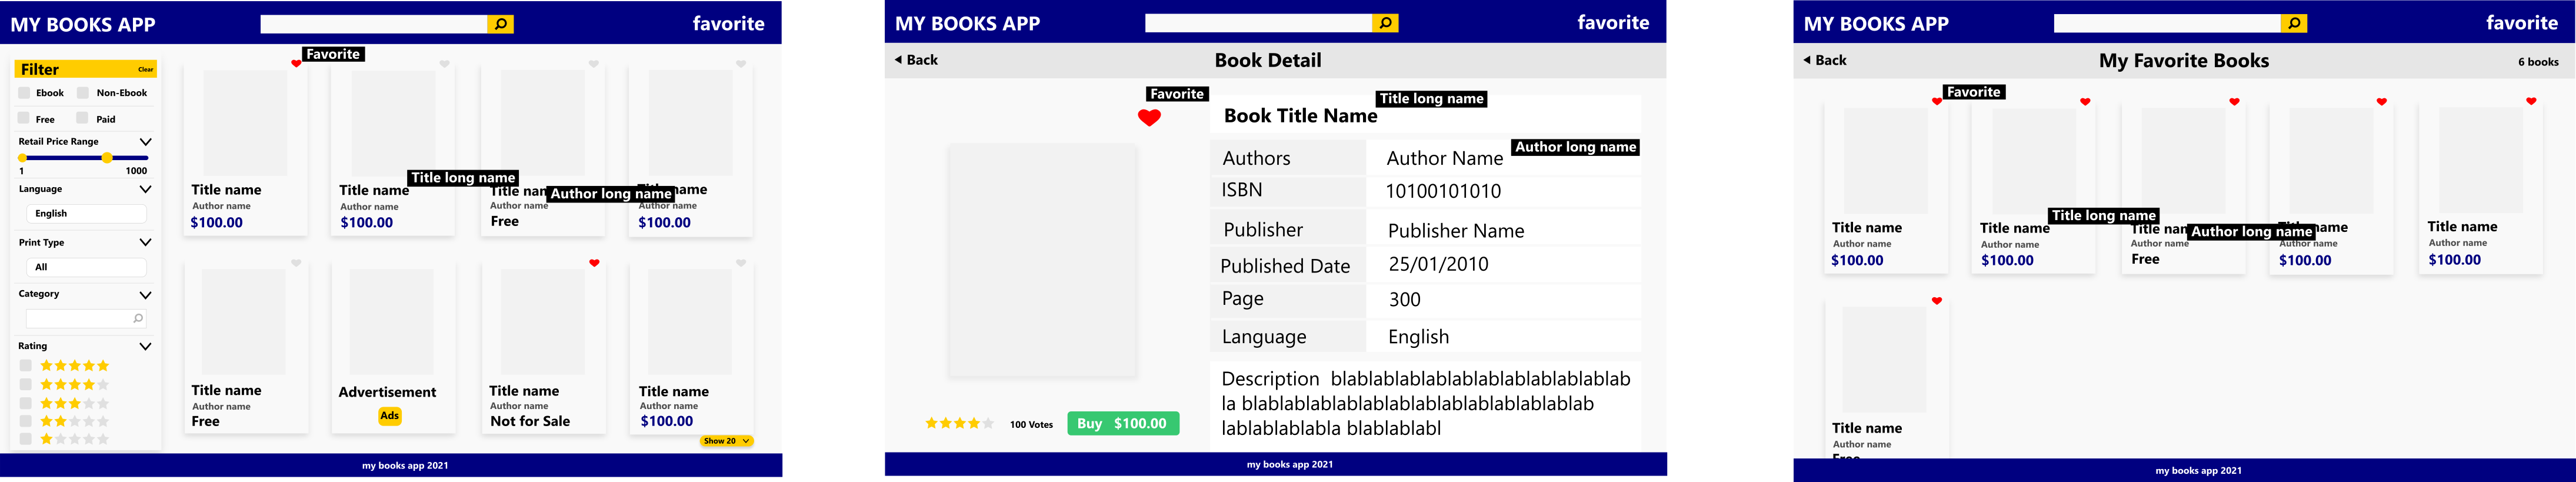 MY BOOKS APP
favorite
Favorite
Filter
Clear
Ebook
Non-Ebook
Free
Paid
Retail Price Range
1
1000
Language
English
Print Type
All
Category
Rating
Title name
Author name
$100.00
Title name
Title long name
Author name
$100.00
Title nam
Author long name
Author name
Free
Title name
Author name
$100.00
Title name
Author name
Free
Advertisement
Ads
Title name
Author name
Not for Sale
Title name
Author name
$100.00
Show 20
my books app 2021
MY BOOKS APP
favorite
Back
Book Detail
Favorite
Title long name
Book Title Name
Author long name
Authors
Author Name
ISBN
10100101010
Publisher
Publisher Name
Published Date
25/01/2010
Page
300
Language
English
Description blablablablablablablablablablablab
la blablablablablablablablablablablablab
lablablablabla blablablabl
100 Votes
Buy $100.00
my books app 2021
MY BOOKS APP
favorite
Back
My Favorite Books
6 books
Favorite
Title name
Author name
$100.00
Title long name
Title name
Author name
$100.00
Title nam
Author long name
Author name
Free
Title name
Author name
$100.00
Title name
Author name
$100.00
Title name
Author name
Free
my books app 2021